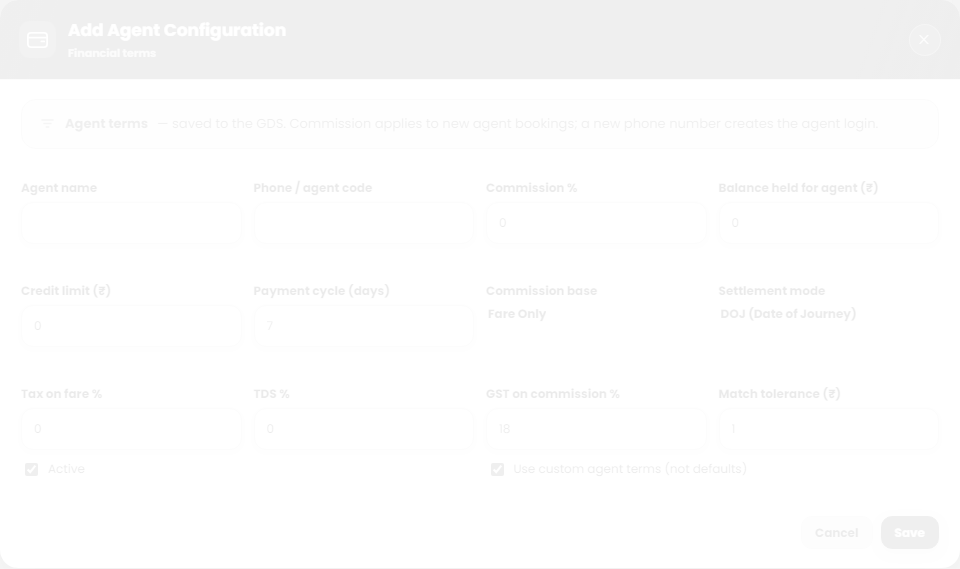 Add Agent Configuration
Financial terms
Agent terms — saved to the GDS. Commission applies to new agent bookings; a new phone number creates the agent login.
Agent name Phone / agent code Commission % Balance held for agent (₹)
0 0
Credit limit (₹) Payment cycle (days) Commission base Settlement mode
0 7 Fare Only DOJ (Date of Journey)
Tax on fare % TDS % GST on commission % Match tolerance (₹)
0 0 18 1
Active Use custom agent terms (not defaults)
Cancel Save